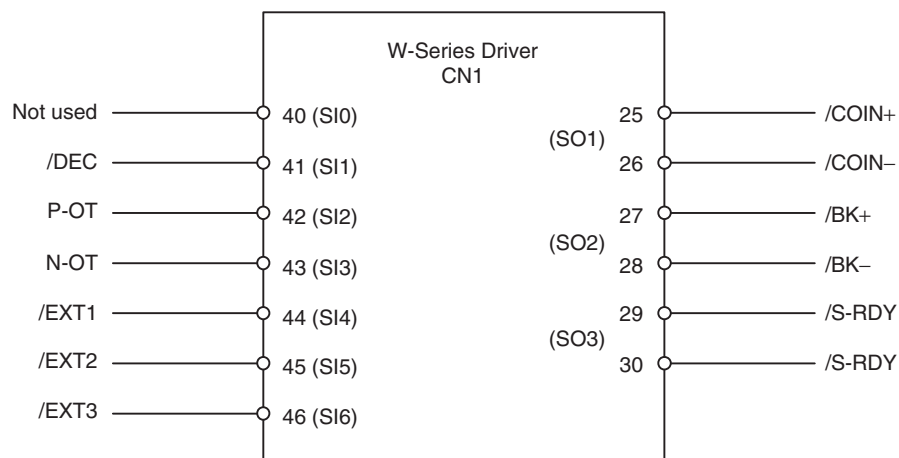 W-Series Driver
CN1
Not used 40 (SI0) 25 /COIN+
(SO1)
/DEC 41 (SI1) 26 /COIN−
P-OT 42 (SI2) 27 /BK+
(SO2)
N-OT 43 (SI3) 28 /BK−
/EXT1 44 (SI4) 29 /S-RDY
(SO3)
/EXT2 45 (SI5) 30 /S-RDY
/EXT3 46 (SI6)